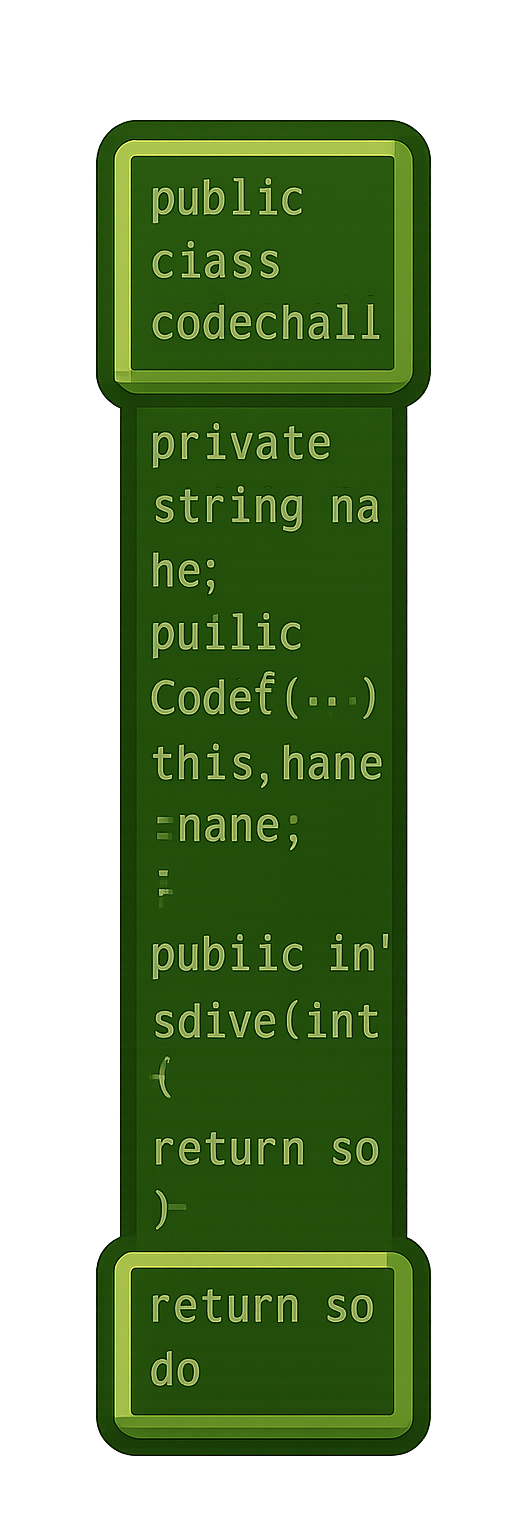 public
ciass
codechall
private
string na
he;
puilic
Codef(...)
this,hane
=nane;
pubiic in'
sdive(int
(
return so
)
return so
do